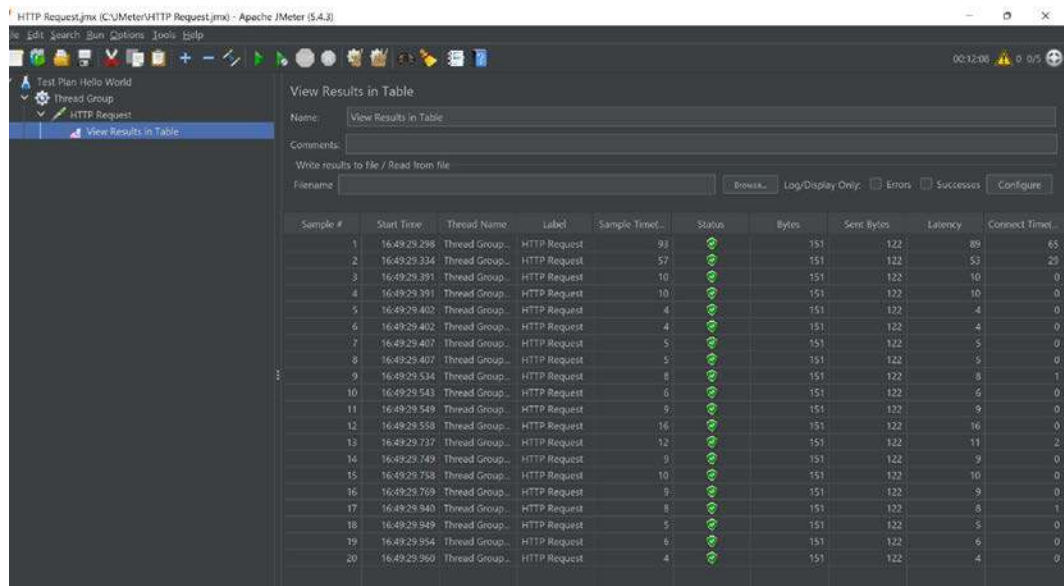 HTTP Request.jmx (C:\JMeter\HTTP Request.jmx) - Apache JMeter (5.4.3)
Edit Search Run Options Tools Help
00:12:08 0 0/5
Test Plan Hello World
Thread Group
HTTP Request
View Results in Table
View Results in Table
Name: View Results in Table
Comments:
Write results to file / Read from file
Filename Browse... Log/Display Only: Errors Successes Configure
Sample # Start Time Thread Name Label Sample Time(... Status Bytes Sent Bytes Latency Connect Time(...
1 16:49:29.298 Thread Group... HTTP Request 93 151 122 89 65
2 16:49:29.334 Thread Group... HTTP Request 57 151 122 53 29
3 16:49:29.391 Thread Group... HTTP Request 10 151 122 10 0
4 16:49:29.391 Thread Group... HTTP Request 10 151 122 10 0
5 16:49:29.402 Thread Group... HTTP Request 4 151 122 4 0
6 16:49:29.402 Thread Group... HTTP Request 4 151 122 4 0
7 16:49:29.407 Thread Group... HTTP Request 5 151 122 5 0
8 16:49:29.407 Thread Group... HTTP Request 5 151 122 5 0
9 16:49:29.534 Thread Group... HTTP Request 8 151 122 8 1
10 16:49:29.543 Thread Group... HTTP Request 6 151 122 6 0
11 16:49:29.549 Thread Group... HTTP Request 9 151 122 9 0
12 16:49:29.558 Thread Group... HTTP Request 16 151 122 16 0
13 16:49:29.737 Thread Group... HTTP Request 12 151 122 11 2
14 16:49:29.749 Thread Group... HTTP Request 9 151 122 9 0
15 16:49:29.758 Thread Group... HTTP Request 10 151 122 10 0
16 16:49:29.769 Thread Group... HTTP Request 9 151 122 9 0
17 16:49:29.940 Thread Group... HTTP Request 8 151 122 8 1
18 16:49:29.949 Thread Group... HTTP Request 5 151 122 5 0
19 16:49:29.954 Thread Group... HTTP Request 6 151 122 6 0
20 16:49:29.960 Thread Group... HTTP Request 4 151 122 4 0